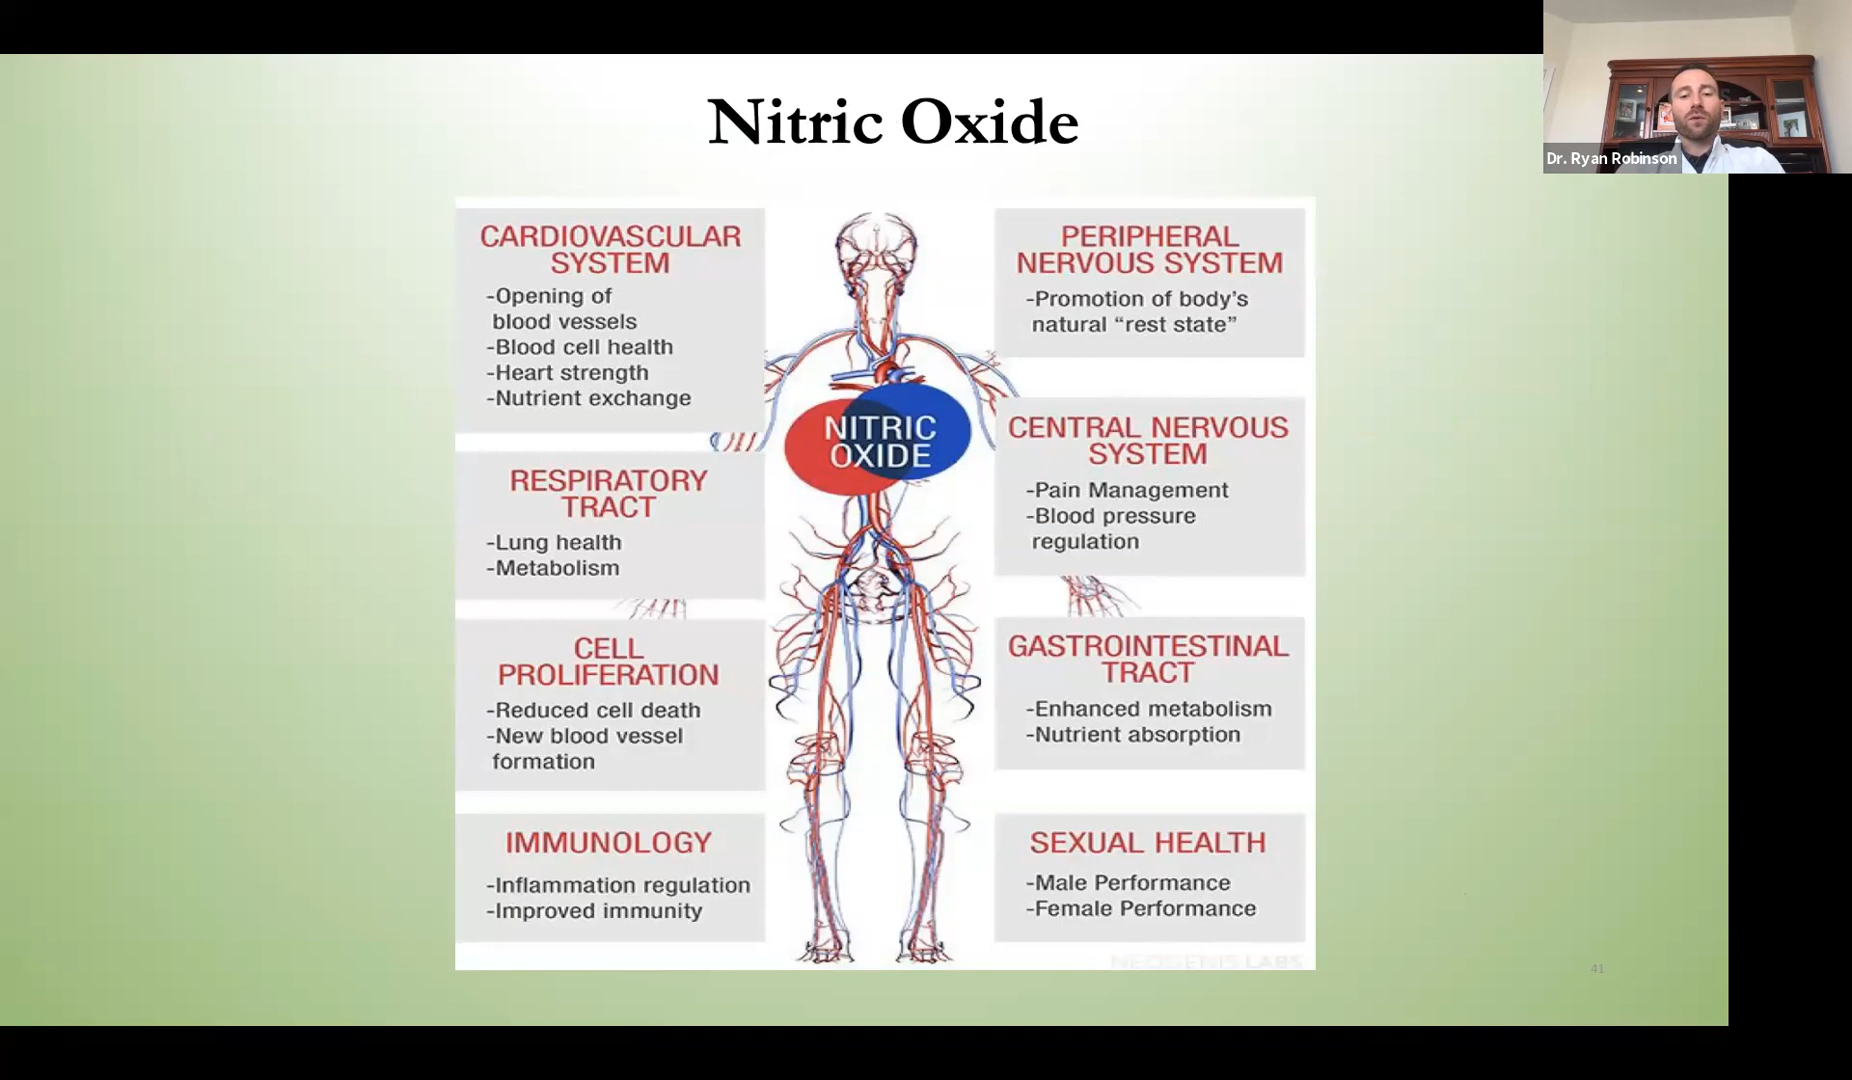 Nitric Oxide
Dr. Ryan Robinson
CARDIOVASCULAR
SYSTEM
-Opening of
blood vessels
-Blood cell health
-Heart strength
-Nutrient exchange
RESPIRATORY
TRACT
-Lung health
-Metabolism
CELL
PROLIFERATION
-Reduced cell death
-New blood vessel
formation
IMMUNOLOGY
-Inflammation regulation
-Improved immunity
NITRIC
OXIDE
PERIPHERAL
NERVOUS SYSTEM
-Promotion of body’s
natural “rest state”
CENTRAL NERVOUS
SYSTEM
-Pain Management
-Blood pressure
regulation
GASTROINTESTINAL
TRACT
-Enhanced metabolism
-Nutrient absorption
SEXUAL HEALTH
-Male Performance
-Female Performance
NEOGENIS LABS
41